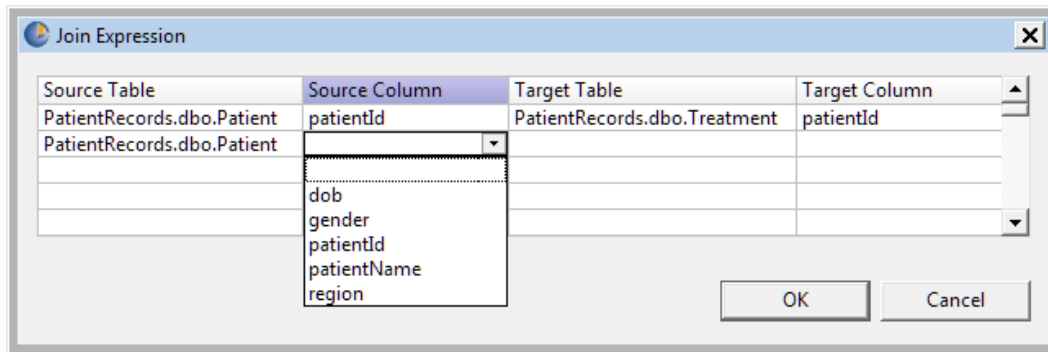 Join Expression
Source Table Source Column Target Table Target Column
PatientRecords.dbo.Patient patientId PatientRecords.dbo.Treatment patientId
PatientRecords.dbo.Patient
dob
gender
patientId
patientName
region
OK Cancel